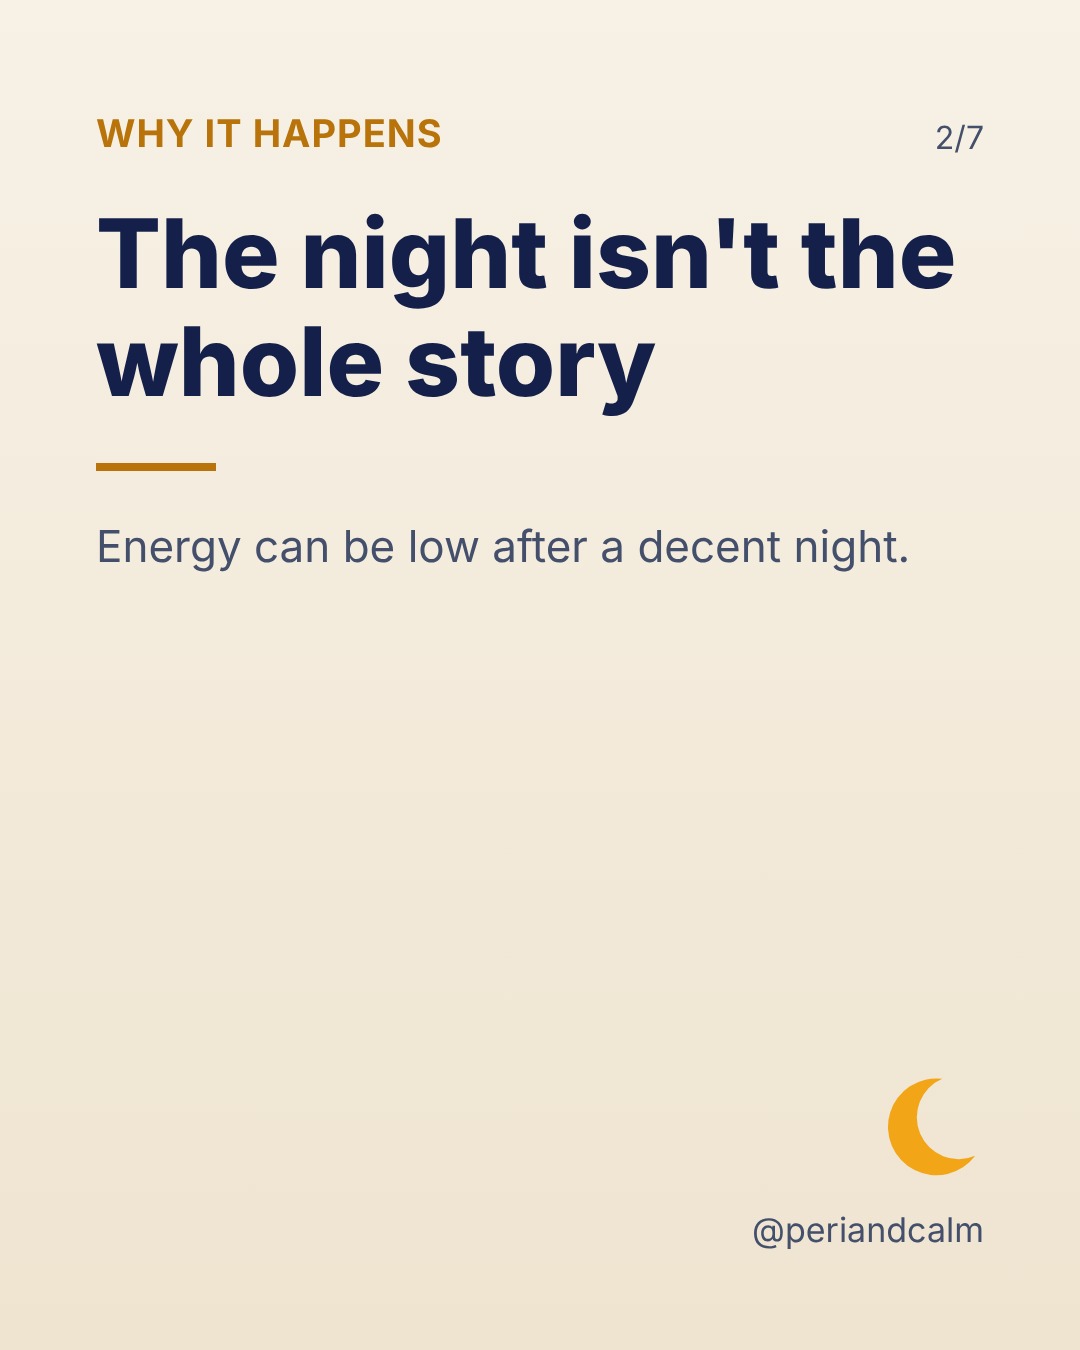 WHY IT HAPPENS
2/7
The night isn't the
whole story
Energy can be low after a decent night.
@periandcalm